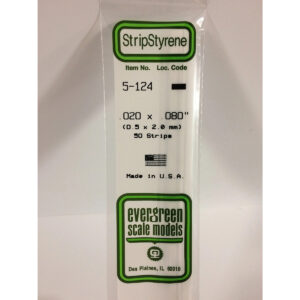 StripStyrene
Item No. Loc. Code
5-124
.020 x .080"
(0.5 x 2.0 mm)
50 Strips
Made in U.S.A.
evergreen
scale models
Des Plaines, IL 60018